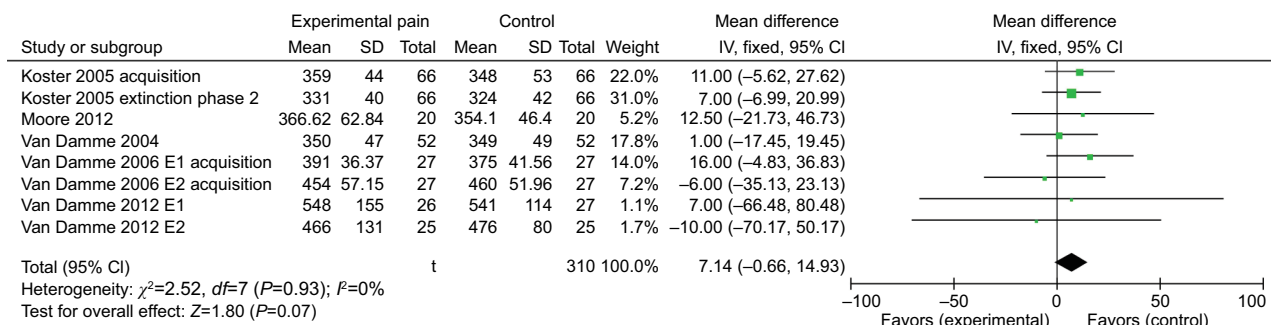 Experimental pain Control Mean difference Mean difference
Study or subgroup Mean SD Total Mean SD Total Weight IV, fixed, 95% CI IV, fixed, 95% CI
Koster 2005 acquisition 359 44 66 348 53 66 22.0% 11.00 (–5.62, 27.62)
Koster 2005 extinction phase 2 331 40 66 324 42 66 31.0% 7.00 (–6.99, 20.99)
Moore 2012 366.62 62.84 20 354.1 46.4 20 5.2% 12.50 (–21.73, 46.73)
Van Damme 2004 350 47 52 349 49 52 17.8% 1.00 (–17.45, 19.45)
Van Damme 2006 E1 acquisition 391 36.37 27 375 41.56 27 14.0% 16.00 (–4.83, 36.83)
Van Damme 2006 E2 acquisition 454 57.15 27 460 51.96 27 7.2% –6.00 (–35.13, 23.13)
Van Damme 2012 E1 548 155 26 541 114 27 1.1% 7.00 (–66.48, 80.48)
Van Damme 2012 E2 466 131 25 476 80 25 1.7% –10.00 (–70.17, 50.17)
Total (95% CI) t 310 100.0% 7.14 (–0.66, 14.93)
Heterogeneity: χ²=2.52, df=7 (P=0.93); I²=0%
Test for overall effect: Z=1.80 (P=0.07)
–100 –50 0 50 100
Favors (experimental) Favors (control)